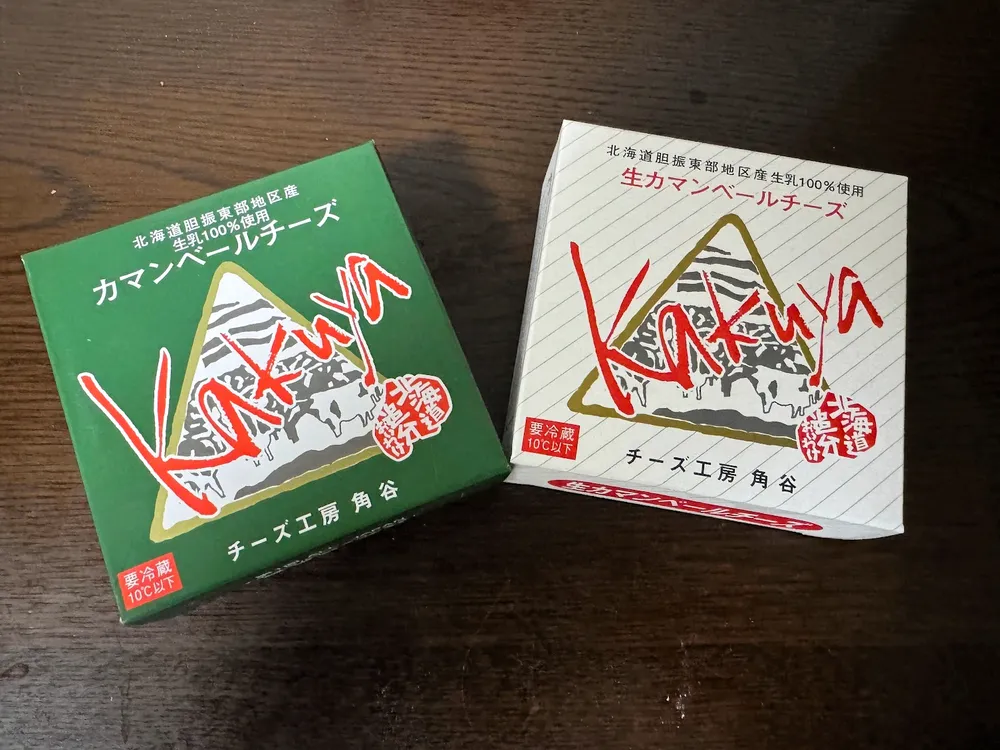 北海道胆振東部地区産
生乳100%使用
カマンベールチーズ
Kakuya
北海道
追分
チーズ工房 角谷
要冷蔵
10℃以下
北海道胆振東部地区産 生乳100%使用
生カマンベールチーズ
Kakuya
北海道
追分
要冷蔵
10℃以下
チーズ工房 角谷
生カマンベールチーズ